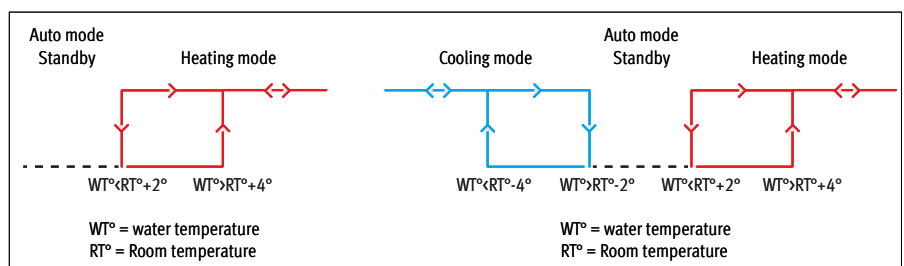 Auto mode
Standby
Heating mode
WT°‹RT°+2°
WT°›RT°+4°
WT° = water temperature
RT° = Room temperature
Cooling mode
Auto mode
Standby
Heating mode
WT°‹RT°-4°
WT°›RT°-2°
WT°‹RT°+2°
WT°›RT°+4°
WT° = water temperature
RT° = Room temperature